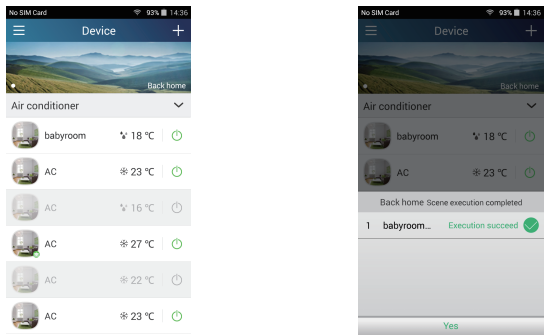 No SIM Card 93% 14:36
Device
Back home
Air conditioner
babyroom 18 ℃
AC 23 ℃
AC 16 ℃
AC 27 ℃
AC 22 ℃
AC 23 ℃
No SIM Card 93% 14:36
Device
Back home
Air conditioner
babyroom 18 ℃
AC 23 ℃
Back home Scene execution completed
1 babyroom... Execution succeed
Yes